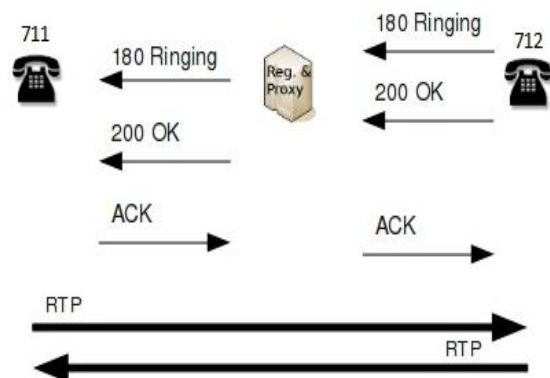 711
180 Ringing
Reg. &
Proxy
180 Ringing
712
200 OK
200 OK
ACK
ACK
RTP
RTP